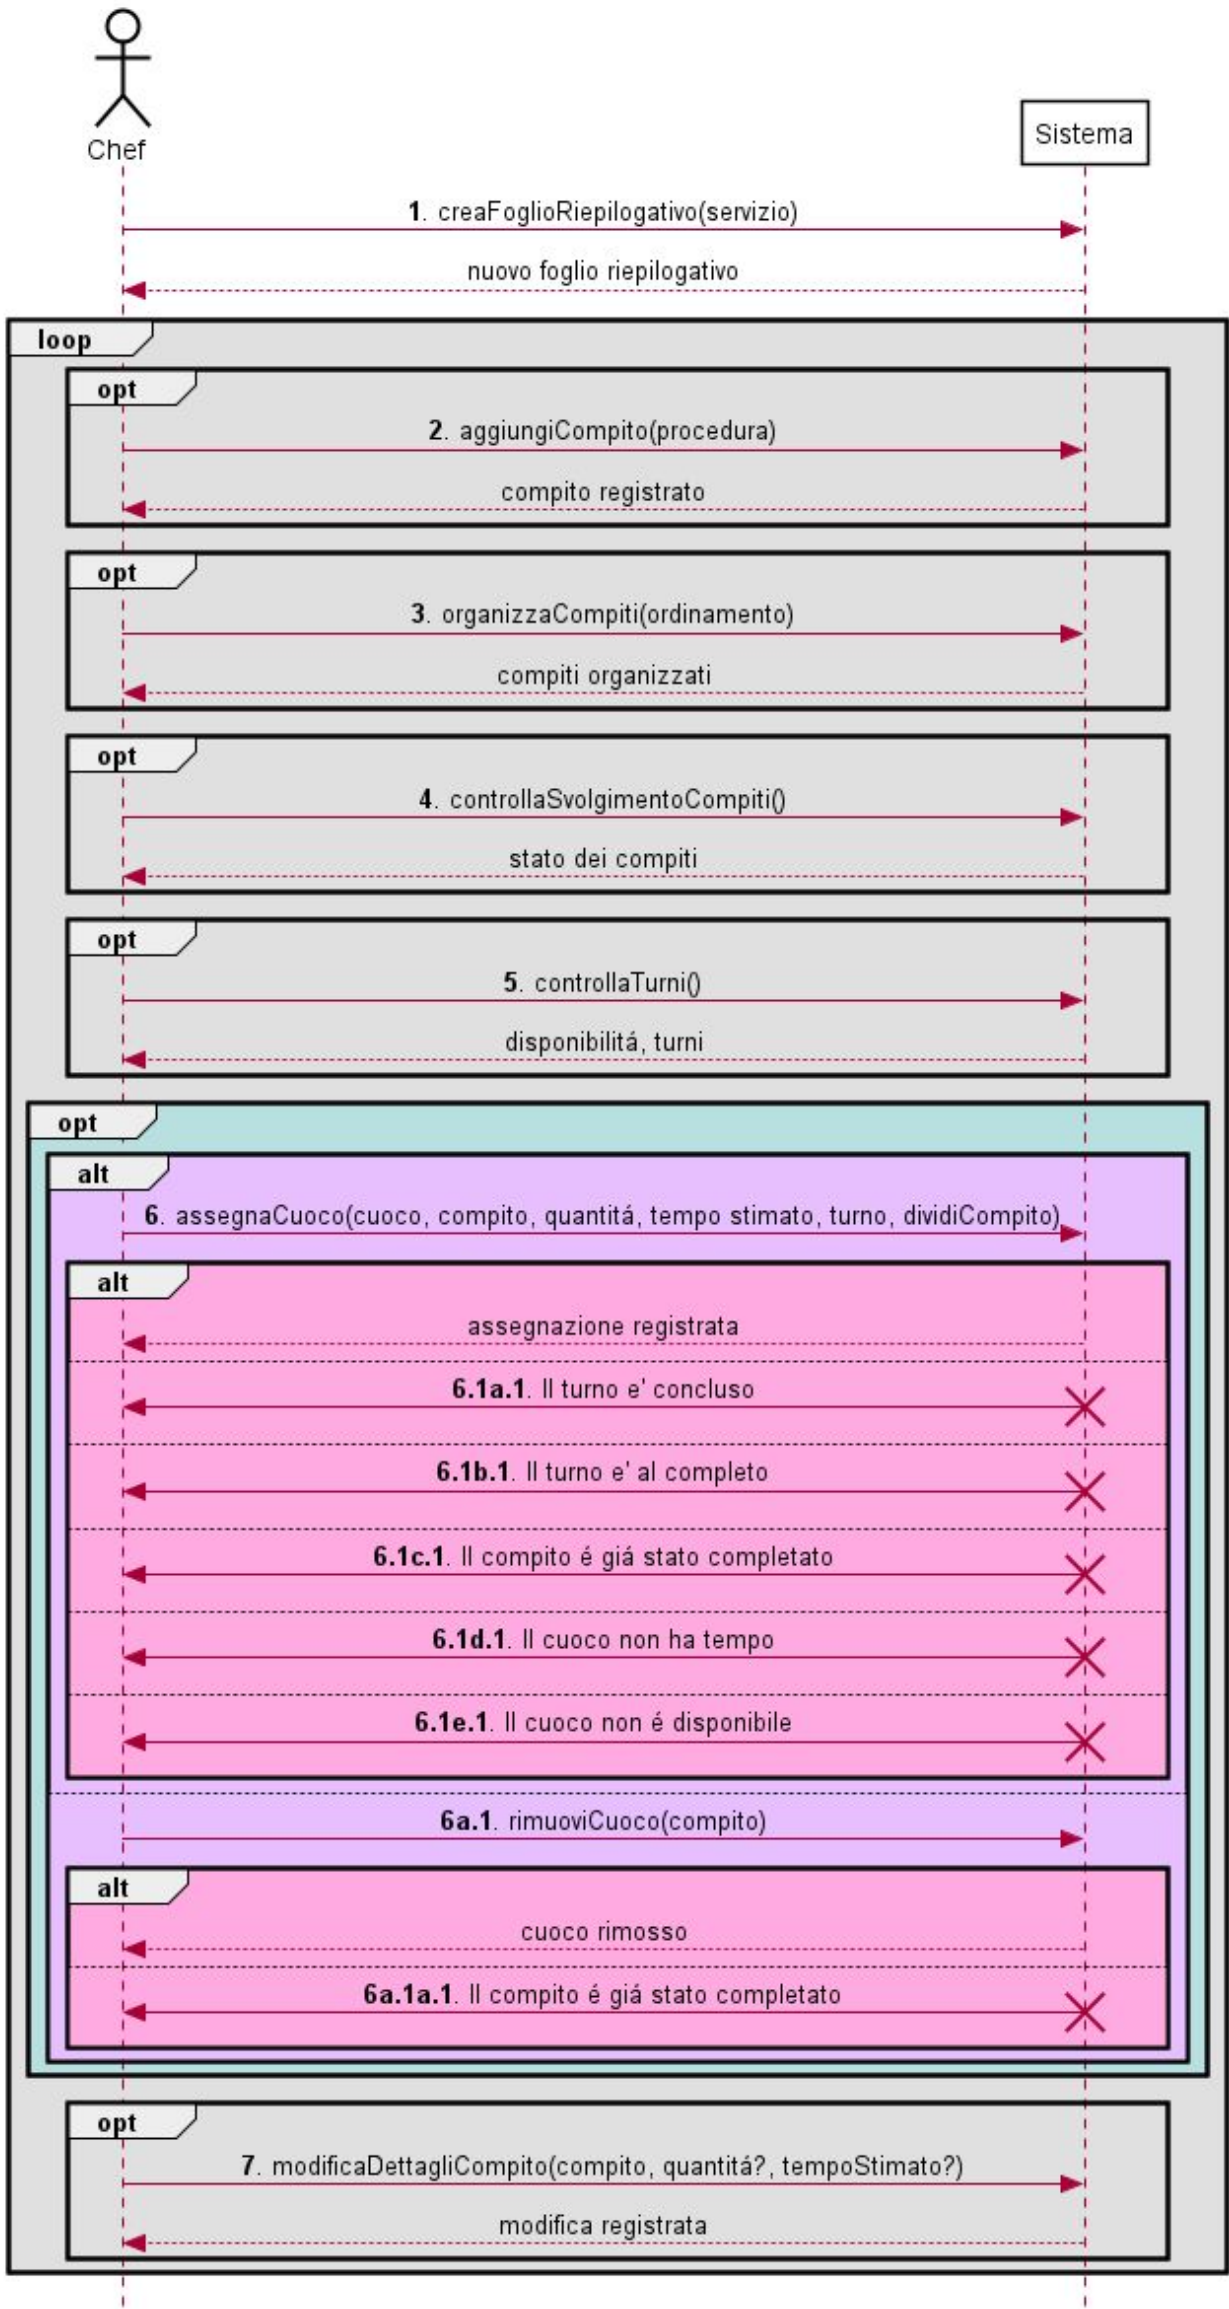 Chef
Sistema
1. creaFoglioRiepilogativo(servizio)
nuovo foglio riepilogativo
loop
opt
2. aggiungiCompito(procedura)
compito registrato
opt
3. organizzaCompiti(ordinamento)
compiti organizzati
opt
4. controllaSvolgimentoCompiti()
stato dei compiti
opt
5. controllaTurni()
disponibilitá, turni
opt
alt
6. assegnaCuoco(cuoco, compito, quantitá, tempo stimato, turno, dividiCompito)
alt
assegnazione registrata
6.1a.1. Il turno e' concluso
6.1b.1. Il turno e' al completo
6.1c.1. Il compito é giá stato completato
6.1d.1. Il cuoco non ha tempo
6.1e.1. Il cuoco non é disponibile
6a.1. rimuoviCuoco(compito)
alt
cuoco rimosso
6a.1a.1. Il compito é giá stato completato
opt
7. modificaDettagliCompito(compito, quantitá?, tempoStimato?)
modifica registrata